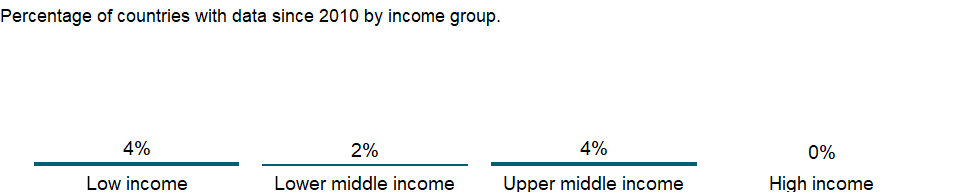 Percentage of countries with data since 2010 by income group.
4%
2%
4%
0%
Low income
Lower middle income
Upper middle income
High income